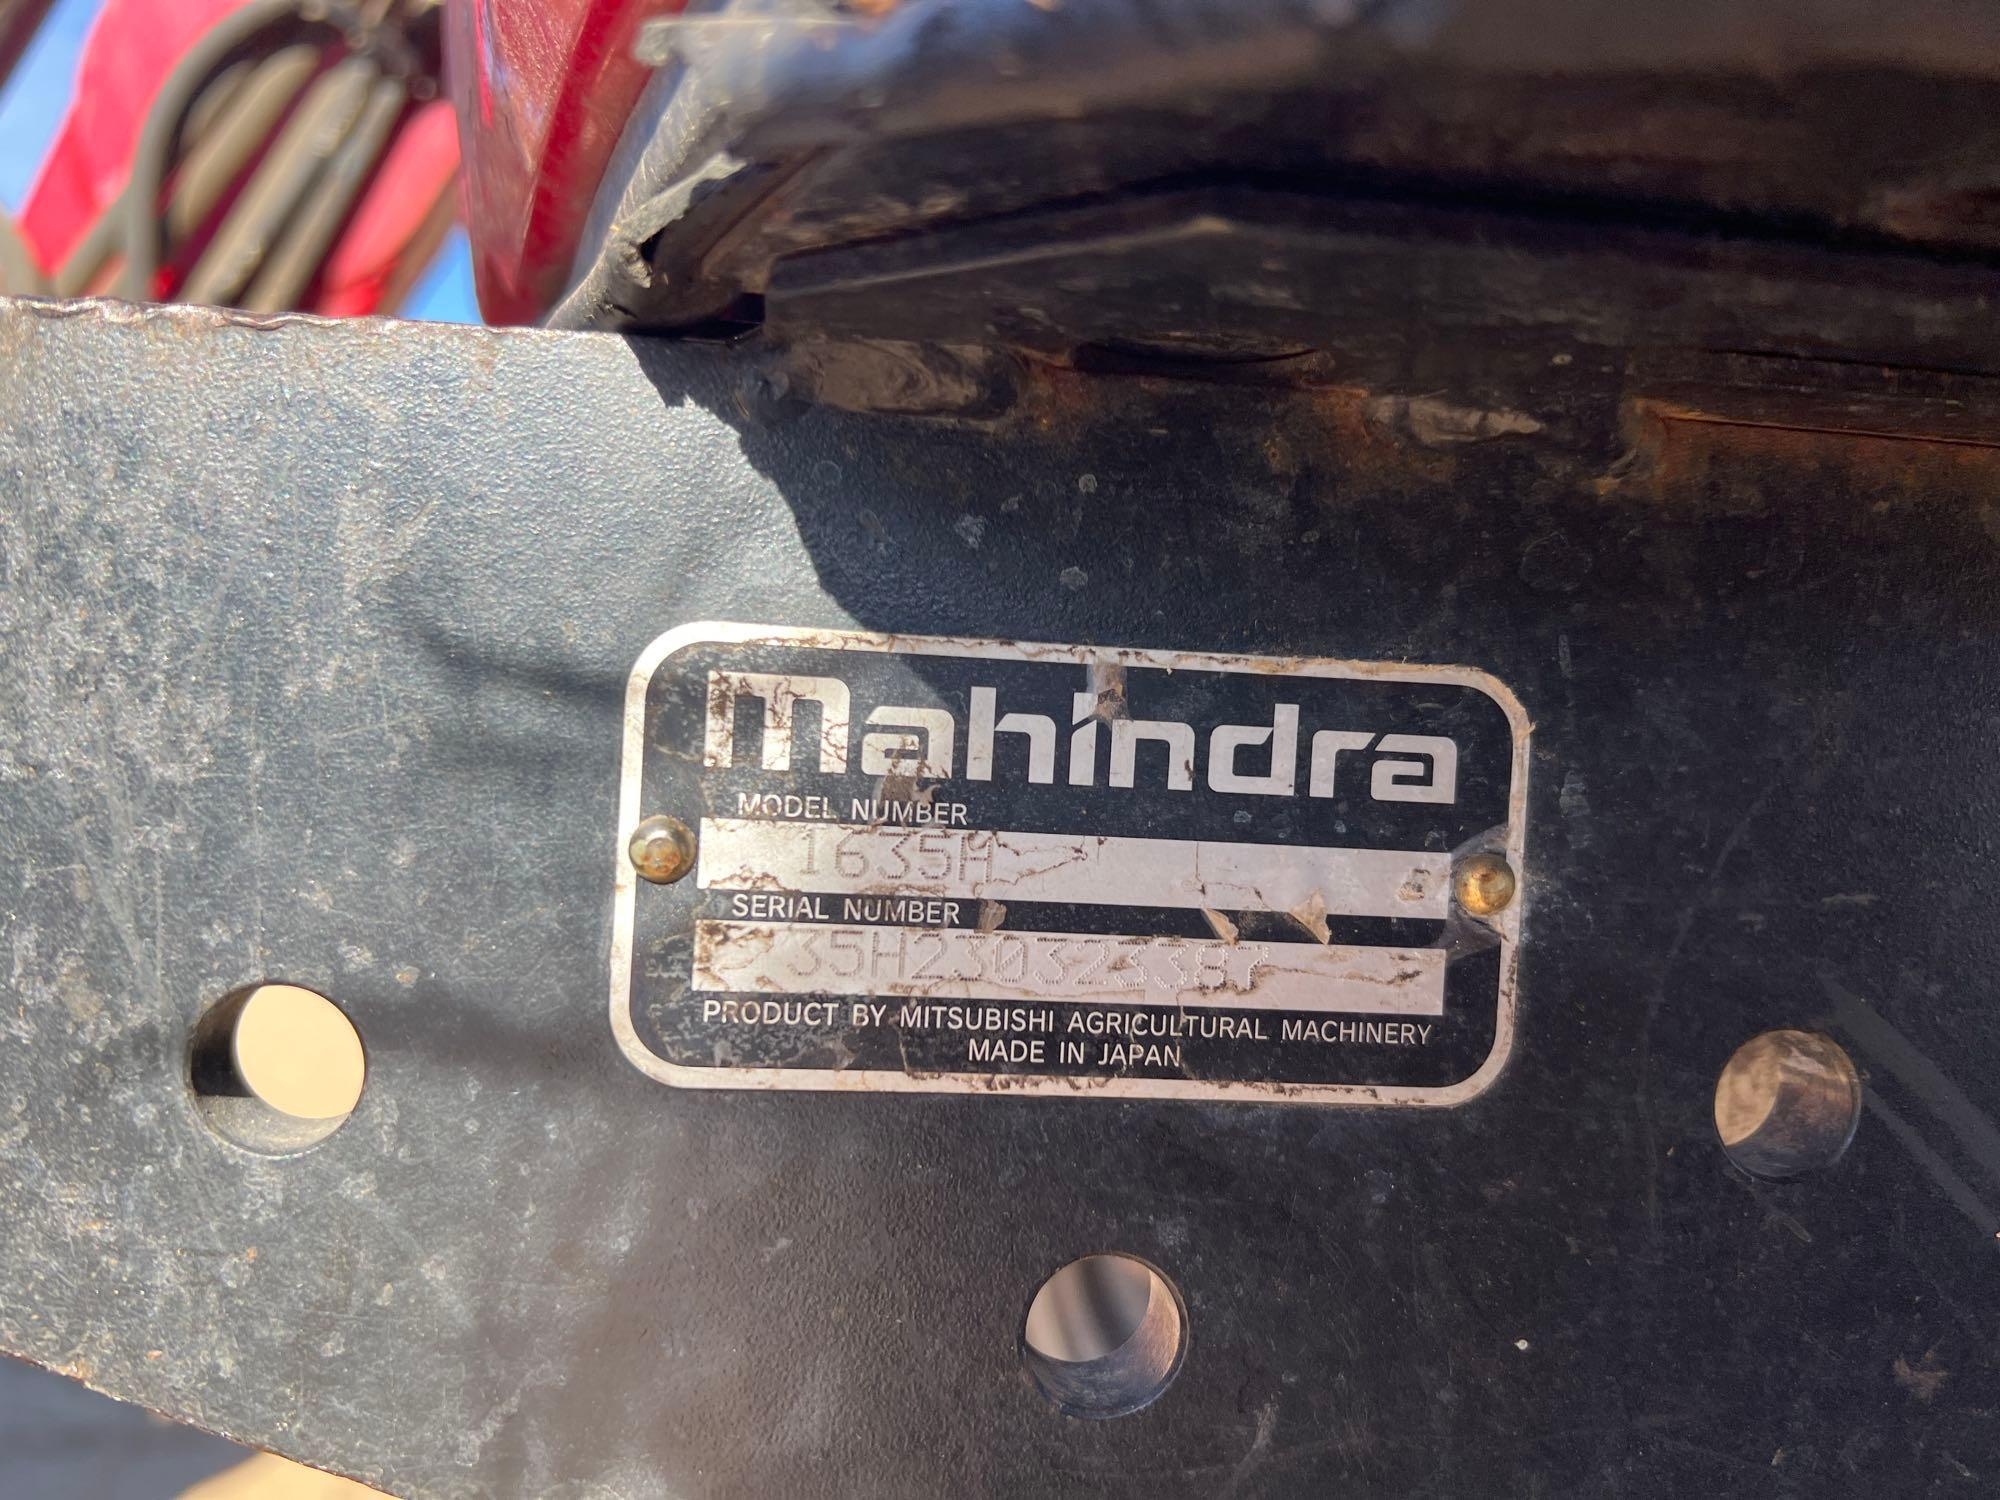 mahindra
MODEL NUMBER
1635H
SERIAL NUMBER
35H230323387
PRODUCT BY MITSUBISHI AGRICULTURAL MACHINERY
MADE IN JAPAN